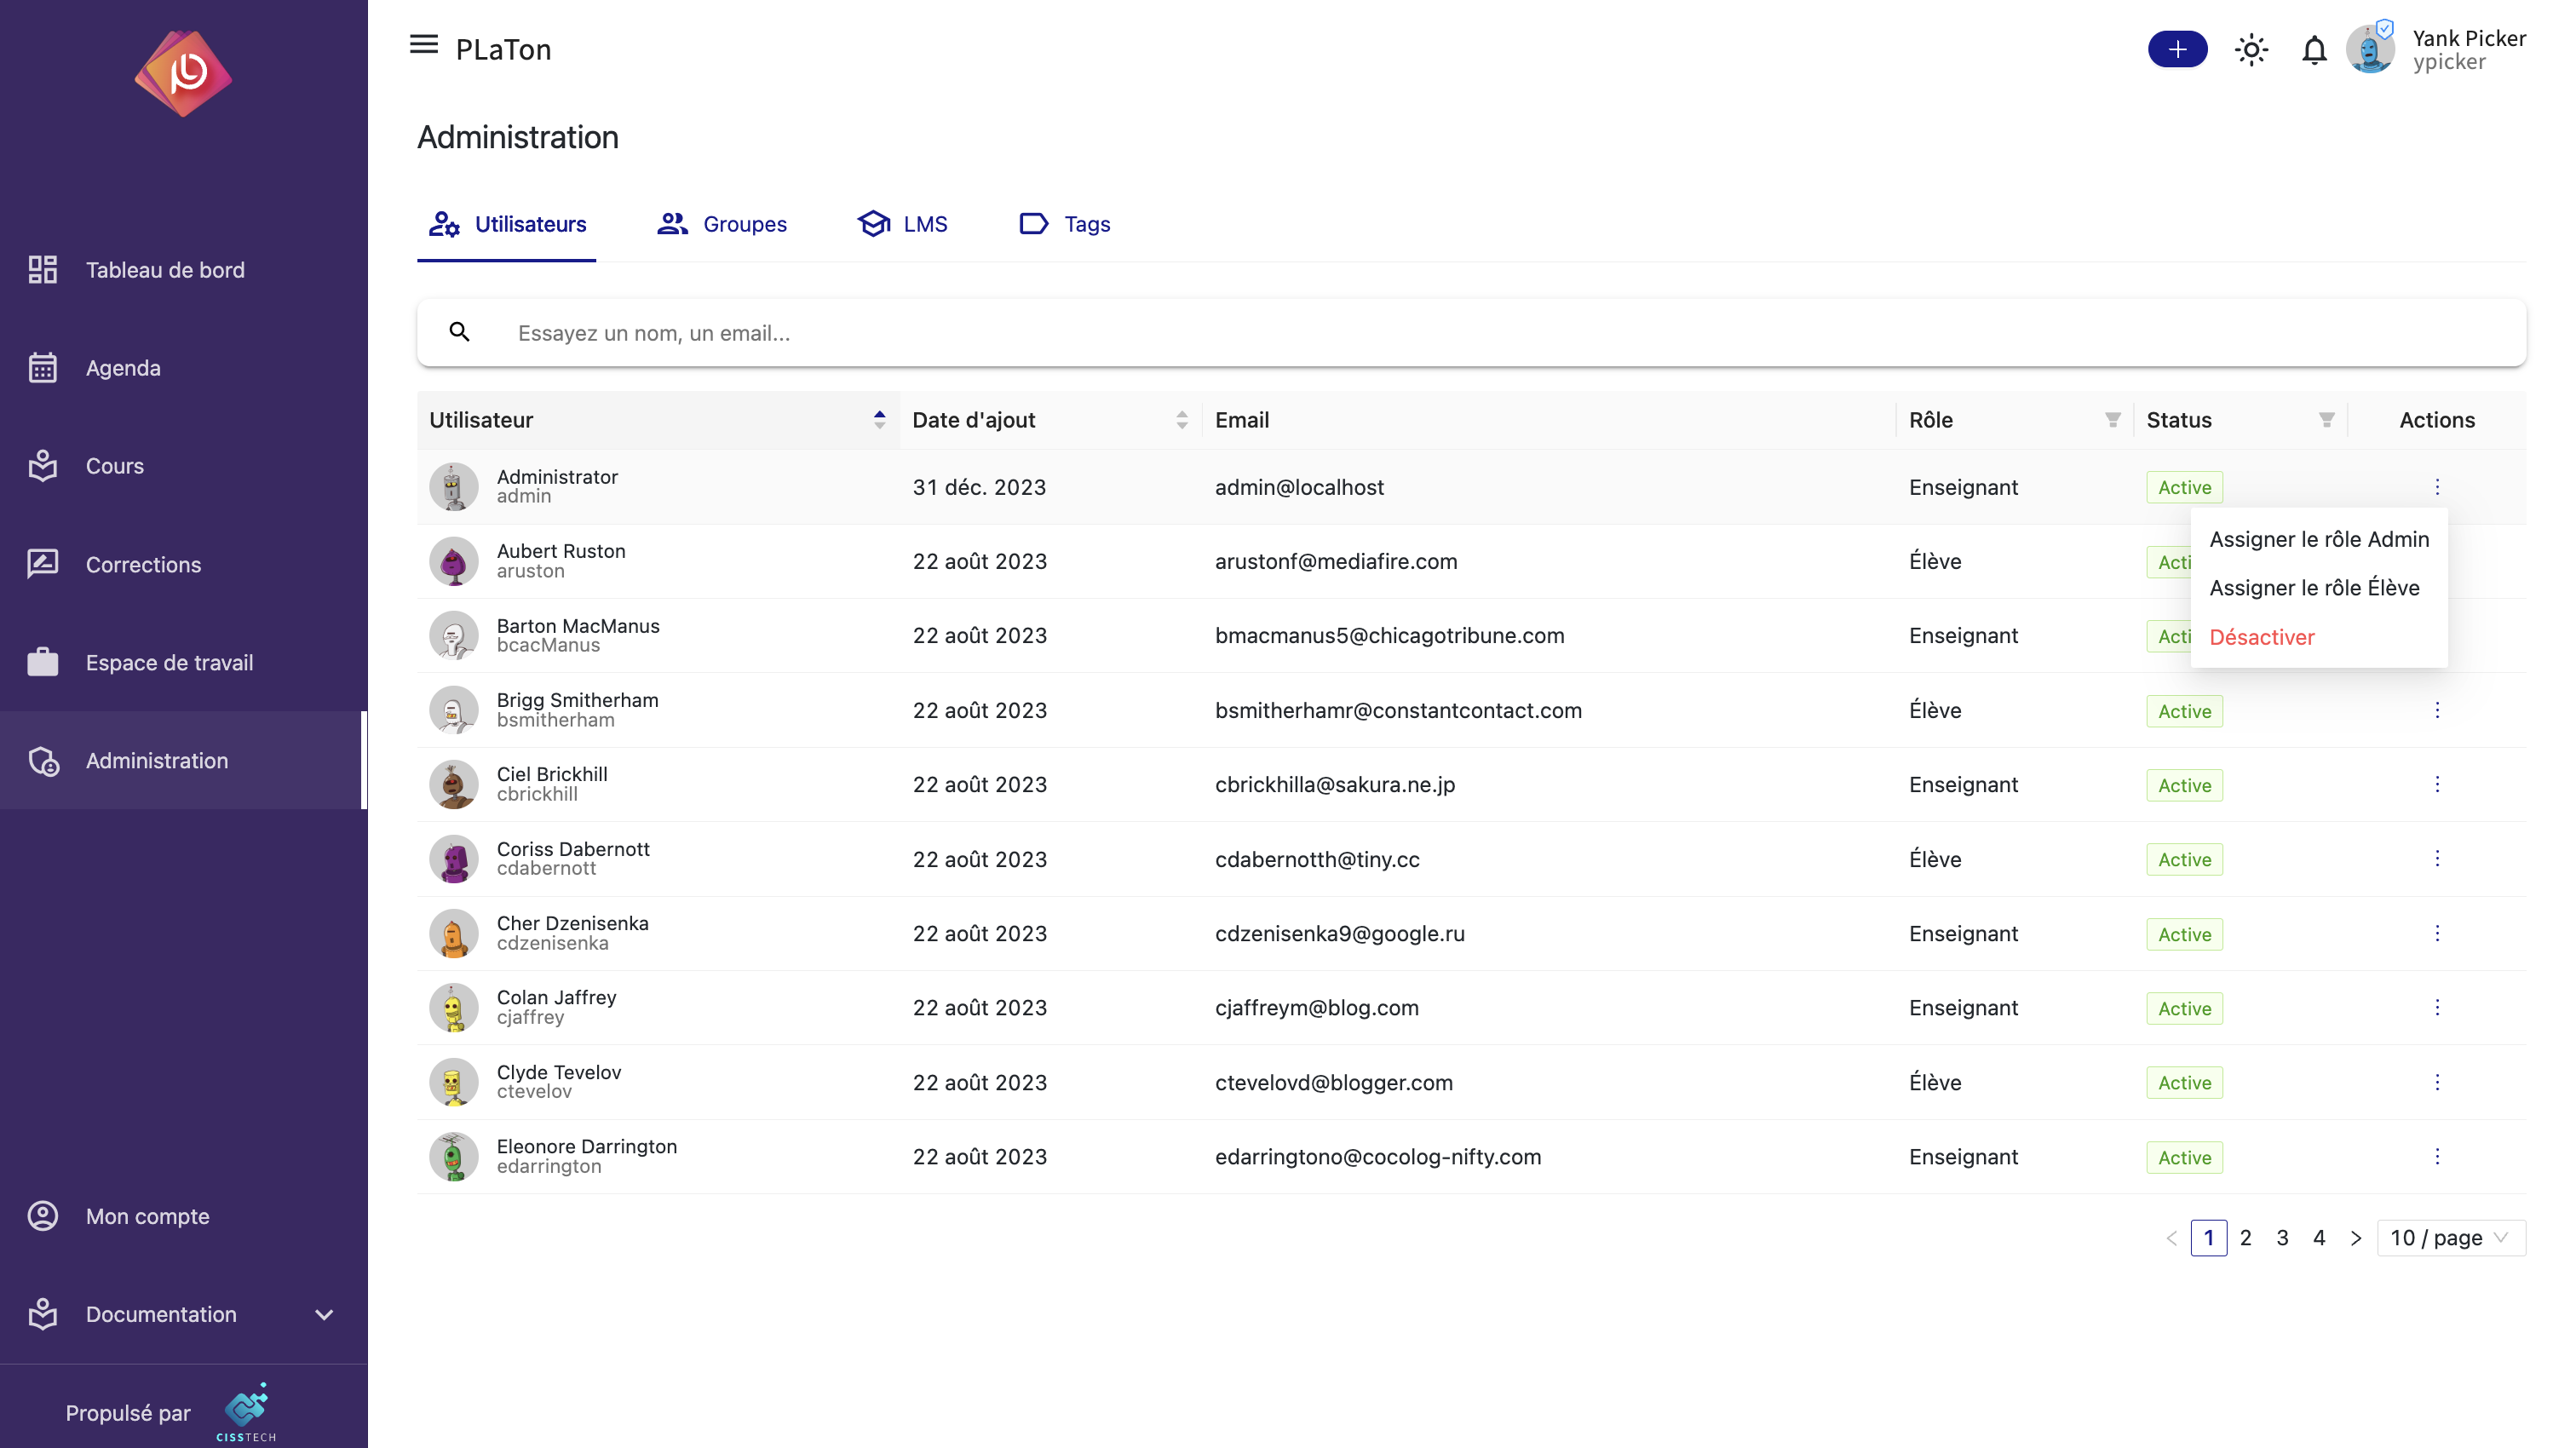 PLaTon
Yank Picker
ypicker
Tableau de bord
Agenda
Cours
Corrections
Espace de travail
Administration
Mon compte
Documentation
Propulsé par
CISSTECH
Administration
Utilisateurs
Groupes
LMS
Tags
Essayez un nom, un email...
Utilisateur Date d'ajout Email Rôle Status Actions
Administrator
admin
31 déc. 2023 admin@localhost Enseignant Active
Aubert Ruston
aruston
22 août 2023 arustonf@mediafire.com Élève Acti
Barton MacManus
bcacManus
22 août 2023 bmacmanus5@chicagotribune.com Enseignant Acti
Assigner le rôle Admin
Assigner le rôle Élève
Désactiver
Brigg Smitherham
bsmitherham
22 août 2023 bsmitherhamr@constantcontact.com Élève Active
Ciel Brickhill
cbrickhill
22 août 2023 cbrickhilla@sakura.ne.jp Enseignant Active
Coriss Dabernott
cdabernott
22 août 2023 cdabernotth@tiny.cc Élève Active
Cher Dzenisenka
cdzenisenka
22 août 2023 cdzenisenka9@google.ru Enseignant Active
Colan Jaffrey
cjaffrey
22 août 2023 cjaffreym@blog.com Enseignant Active
Clyde Tevelov
ctevelov
22 août 2023 ctevelovd@blogger.com Élève Active
Eleonore Darrington
edarrington
22 août 2023 edarringtono@cocolog-nifty.com Enseignant Active
1 2 3 4 10 / page